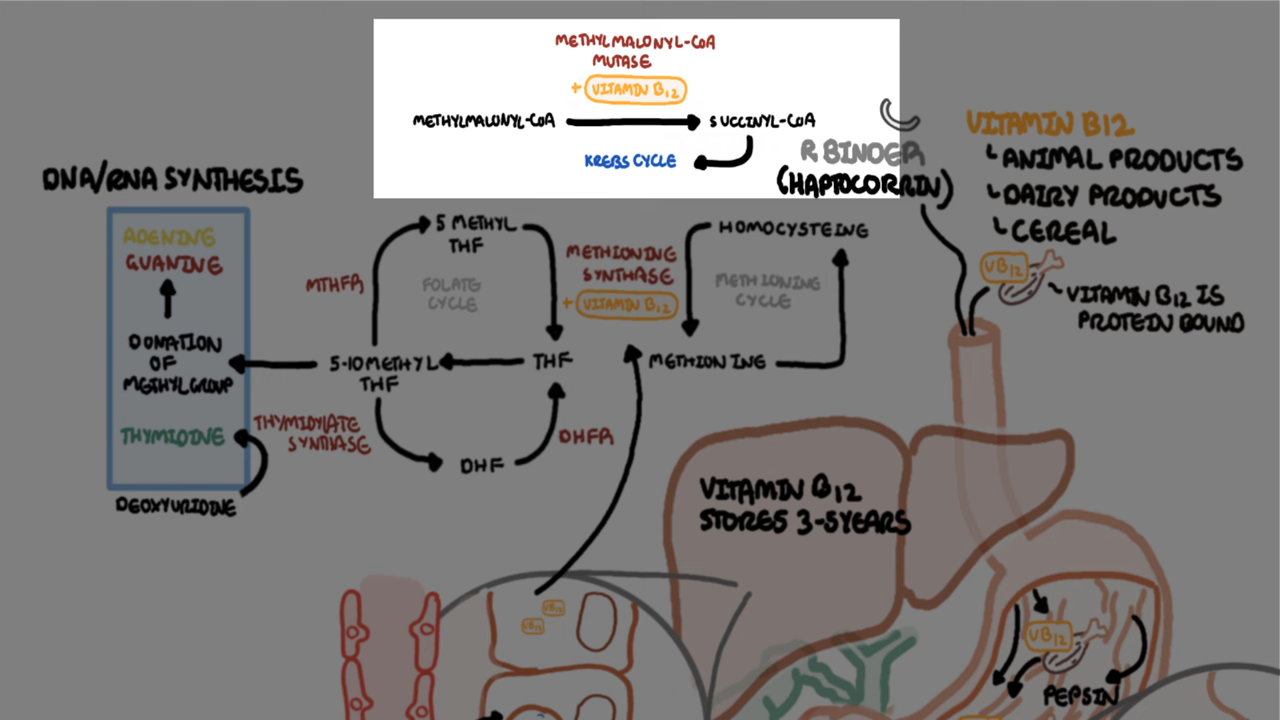 METHYLMALONYL-COA
MUTASE
+ VITAMIN B12
METHYLMALONYL-COA
SUCCINYL-COA
KREBS CYCLE
R BINDER
(HAPTOCORRIN)
VITAMIN B12
ANIMAL PRODUCTS
DAIRY PRODUCTS
CEREAL
VB12
VITAMIN B12 IS
PROTEIN BOUND
DNA/RNA SYNTHESIS
ADENINE
GUANINE
DONATION
OF
METHYL GROUP
THYMIDINE
DEOXYURIDINE
THYMIDYLATE
SYNTHASE
MTHFR
5 METHYL
THF
FOLATE
CYCLE
5-10 METHYL
THF
THF
DHF
DHFR
METHIONINE
SYNTHASE
+ VITAMIN B12
HOMOCYSTEINE
METHIONINE
CYCLE
METHIONINE
VITAMIN B12
STORES 3-5 YEARS
VB12
VB12
VB12
PEPSIN